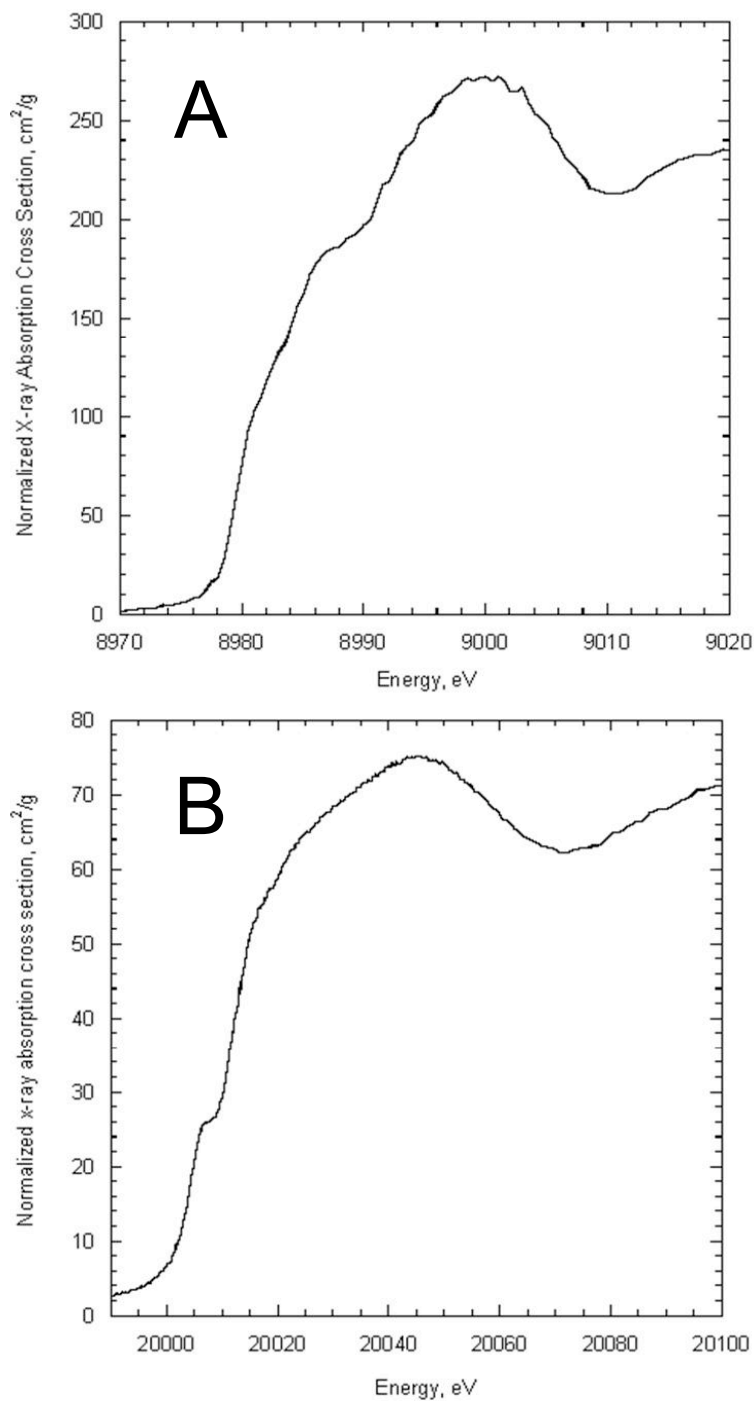 300
250
200
150
100
50
0
A
Normalized X-ray Absorption Cross Section, cm²/g
8970 8980 8990 9000 9010 9020
Energy, eV
80
70
60
50
40
30
20
10
0
B
Normalized x-ray absorption cross section, cm²/g
20000 20020 20040 20060 20080 20100
Energy, eV